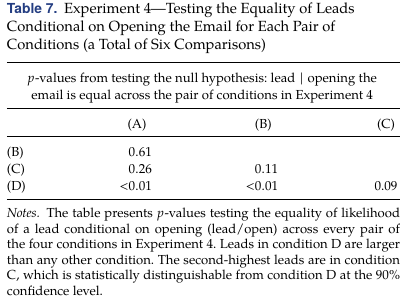 Table 7. Experiment 4—Testing the Equality of Leads
Conditional on Opening the Email for Each Pair of
Conditions (a Total of Six Comparisons)
p-values from testing the null hypothesis: lead | opening the
email is equal across the pair of conditions in Experiment 4
(A) (B) (C)
(B) 0.61
(C) 0.26 0.11
(D) <0.01 <0.01 0.09
Notes. The table presents p-values testing the equality of likelihood
of a lead conditional on opening (lead/open) across every pair of
the four conditions in Experiment 4. Leads in condition D are larger
than any other condition. The second-highest leads are in condition
C, which is statistically distinguishable from condition D at the 90%
confidence level.